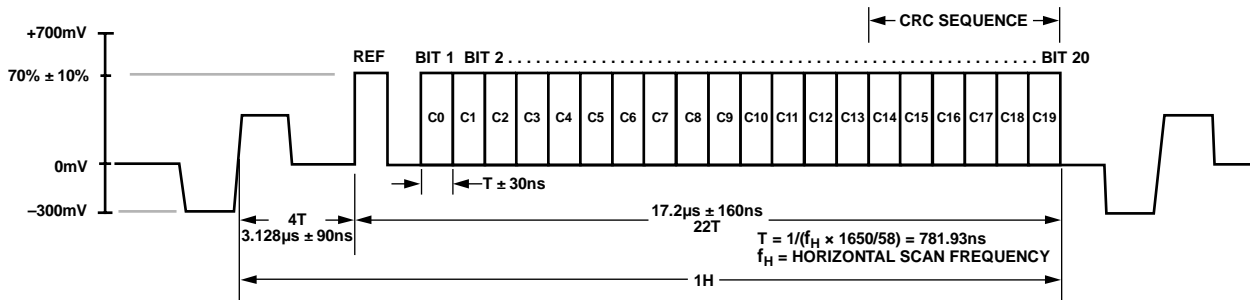 CRC SEQUENCE
+700mV
REF
BIT 1 BIT 2 . . . . . . . . . . . . . . . . . . . . . . . . . . . . . . . . . . . . . . . . . . . . . . . . . . . . . . . . . . . . . . . . . . . . . . . . . . BIT 20
70% ± 10%
C0 C1 C2 C3 C4 C5 C6 C7 C8 C9 C10 C11 C12 C13 C14 C15 C16 C17 C18 C19
0mV
T ± 30ns
–300mV
4T
3.128µs ± 90ns
17.2µs ± 160ns
22T
T = 1/(fH × 1650/58) = 781.93ns
fH = HORIZONTAL SCAN FREQUENCY
1H